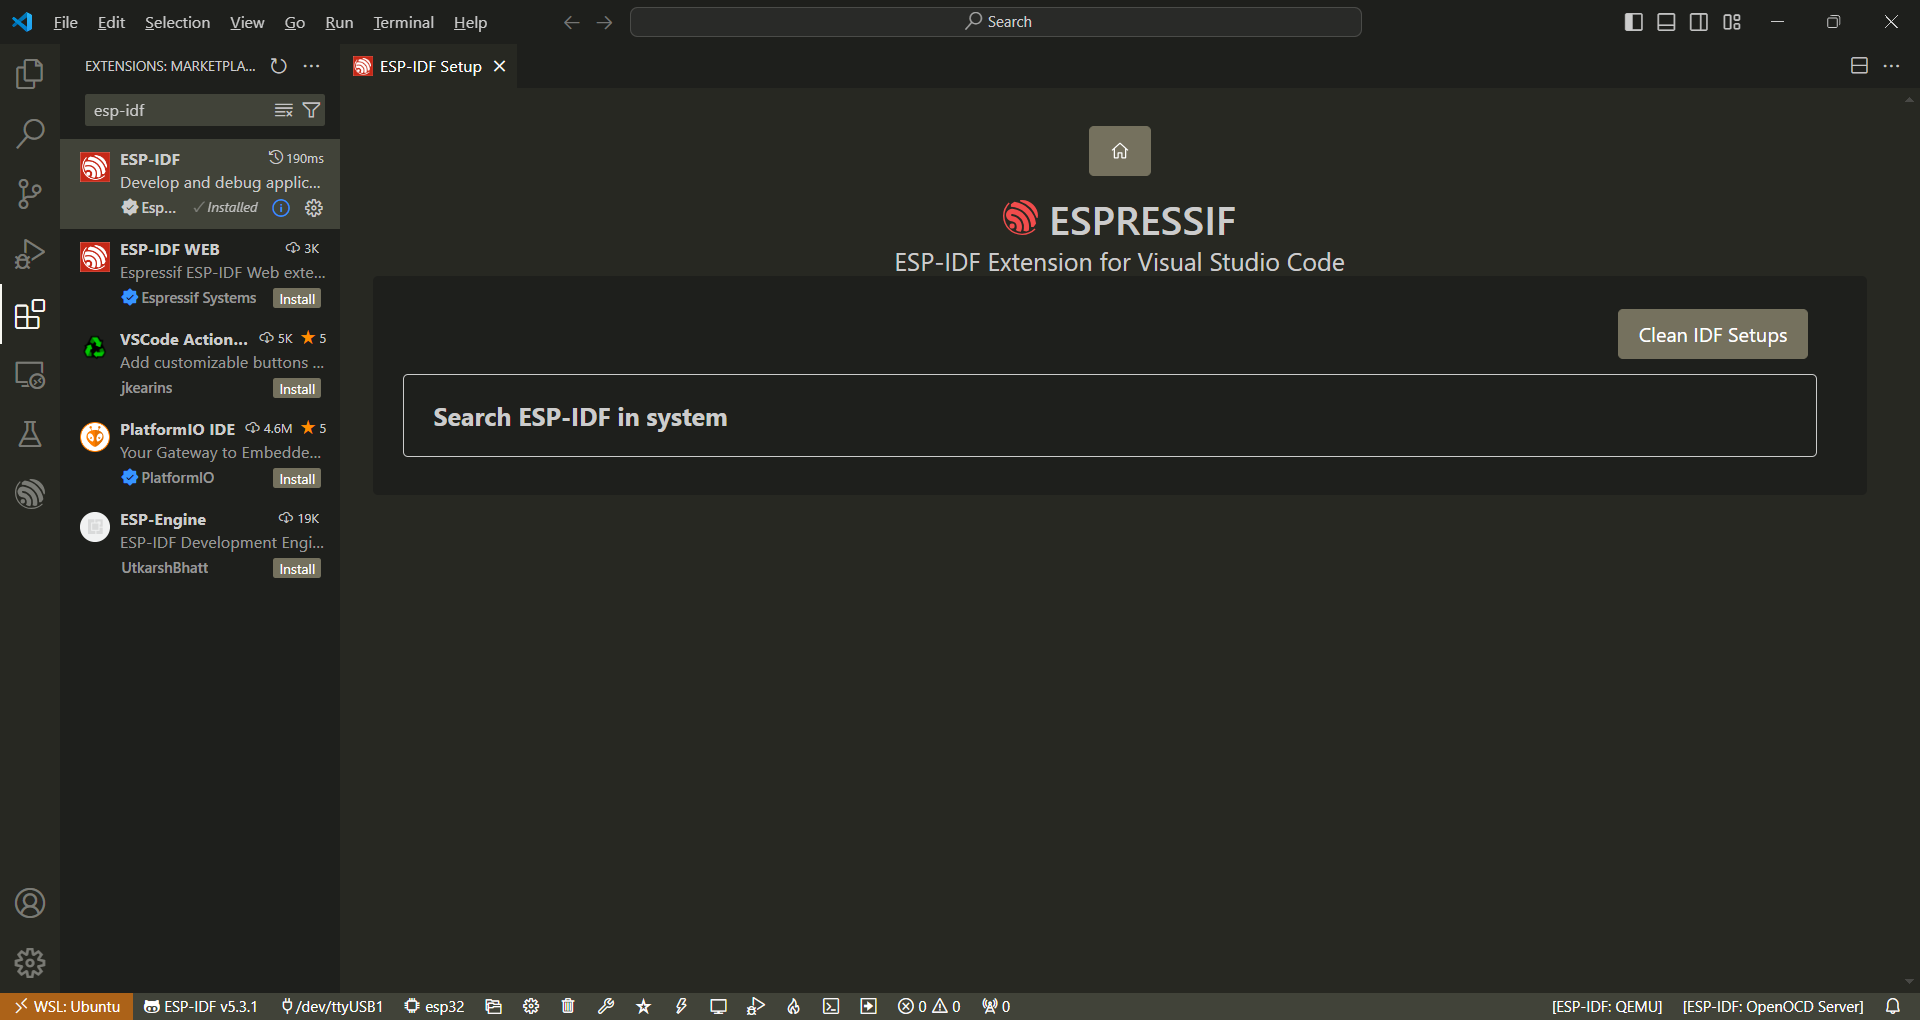 File Edit Selection View Go Run Terminal Help
Search
EXTENSIONS: MARKETPLA...
ESP-IDF Setup
esp-idf
ESP-IDF 190ms
Develop and debug applic...
Esp... ✓Installed
ESP-IDF WEB 3K
Espressif ESP-IDF Web exte...
Espressif Systems Install
VSCode Action... 5K ★ 5
Add customizable buttons ...
jkearins Install
PlatformIO IDE 4.6M ★ 5
Your Gateway to Embedde...
PlatformIO Install
ESP-Engine 19K
ESP-IDF Development Engi...
UtkarshBhatt Install
ESPRESSIF
ESP-IDF Extension for Visual Studio Code
Clean IDF Setups
Search ESP-IDF in system
WSL: Ubuntu ESP-IDF v5.3.1 /dev/ttyUSB1 esp32 0 0 0 [ESP-IDF: QEMU] [ESP-IDF: OpenOCD Server]